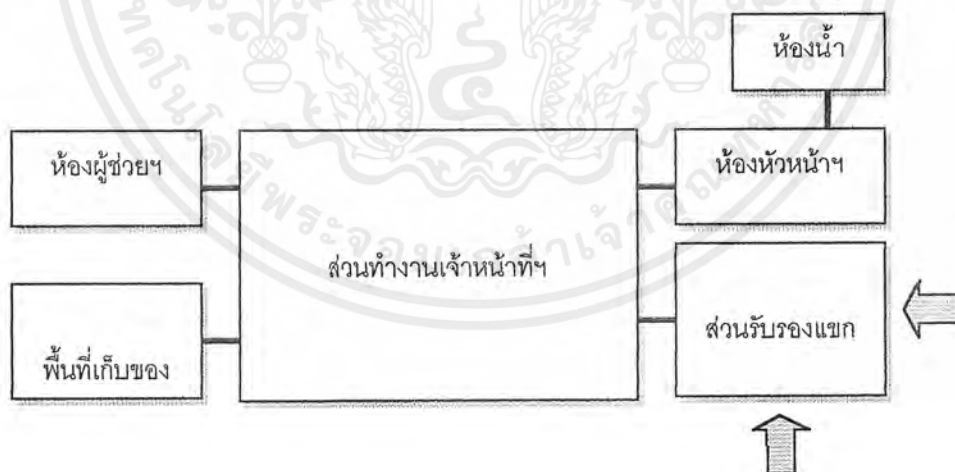 ห้องน้ำ
ห้องผู้ช่วยฯ
ห้องหัวหน้าฯ
ส่วนทำงานเจ้าหน้าที่ฯ
ส่วนรับรองแขก
พื้นที่เก็บของ